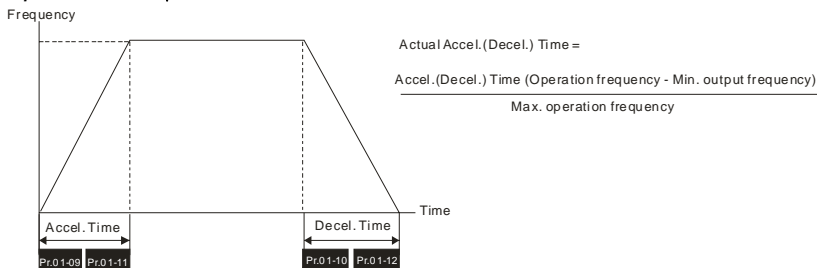 Frequency
Actual Accel.(Decel.) Time =
Accel.(Decel.) Time (Operation frequency - Min. output frequency)
Max. operation frequency
Time
Accel. Time
Decel. Time
Pr.01-09 Pr.01-11
Pr.01-10 Pr.01-12